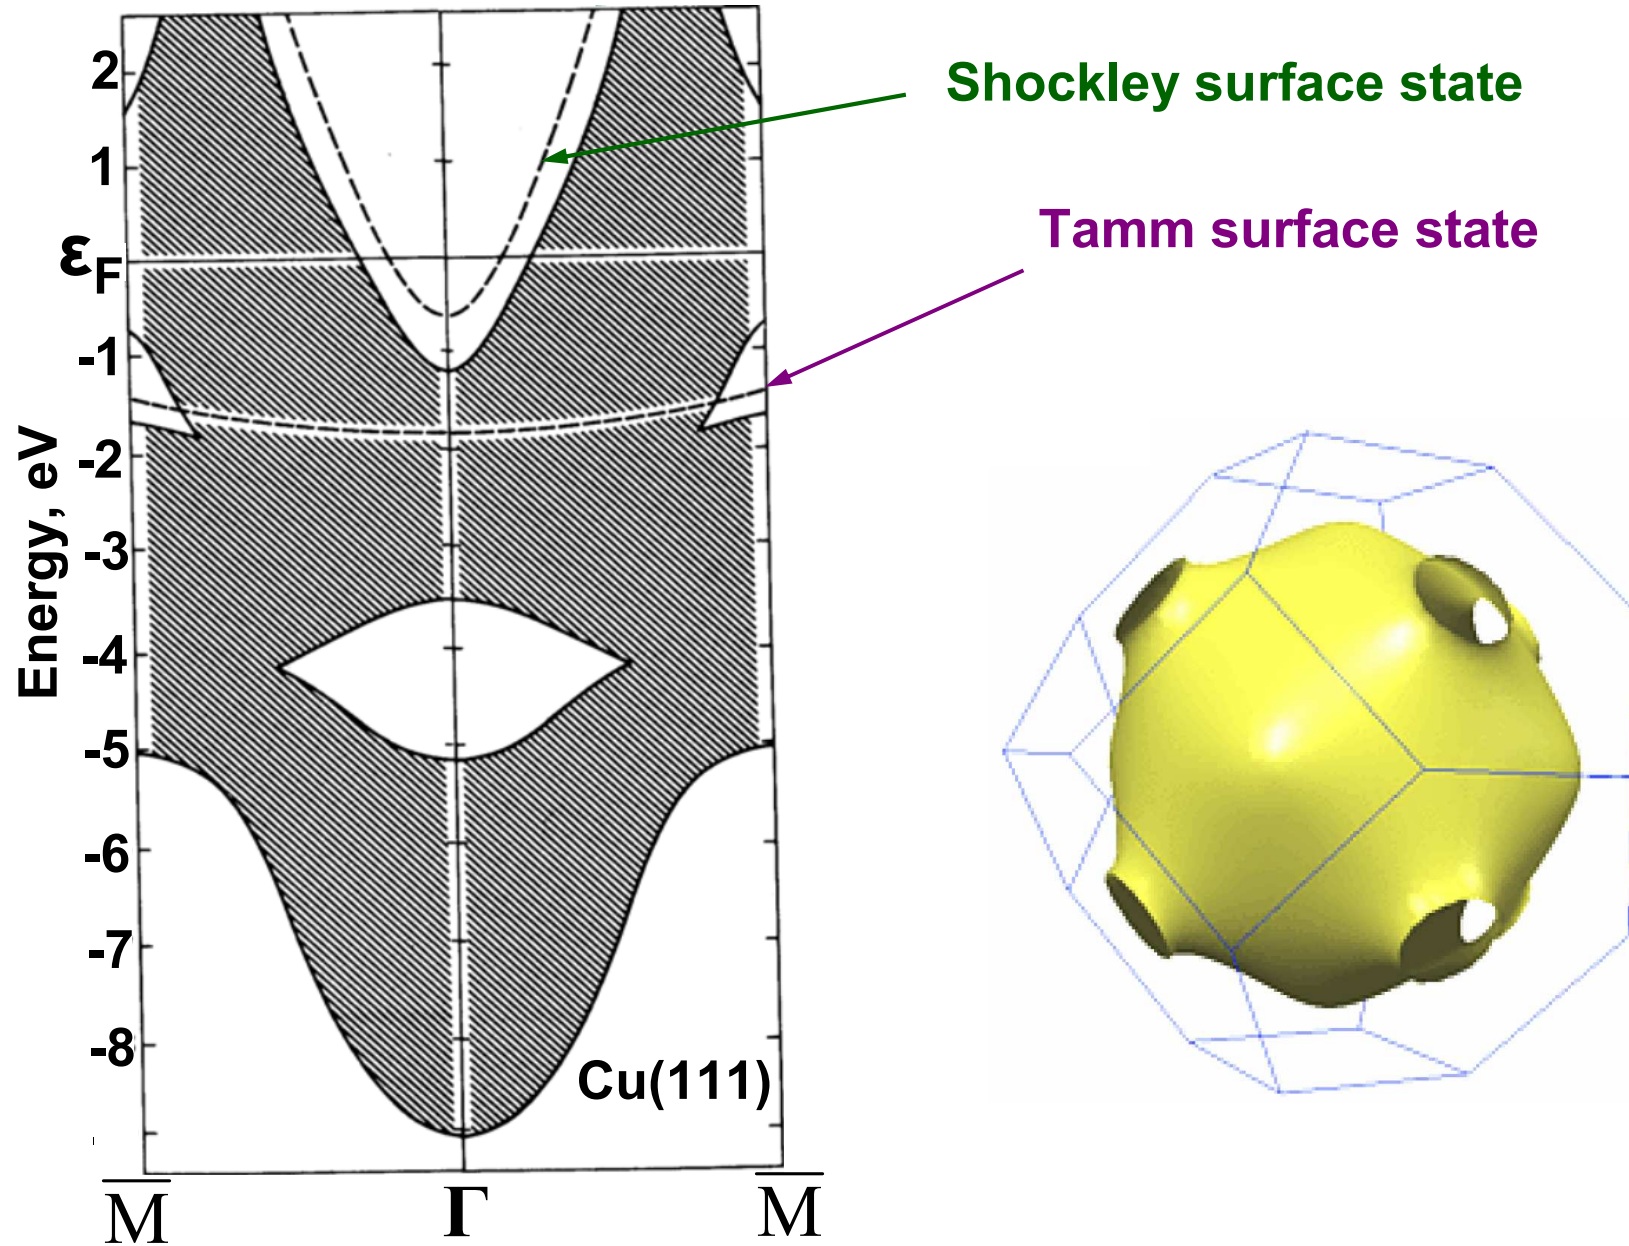 Shockley surface state
Tamm surface state
Energy, eV
2
1
εF
-1
-2
-3
-4
-5
-6
-7
-8
-
Cu(111)
M̅ Γ M̅